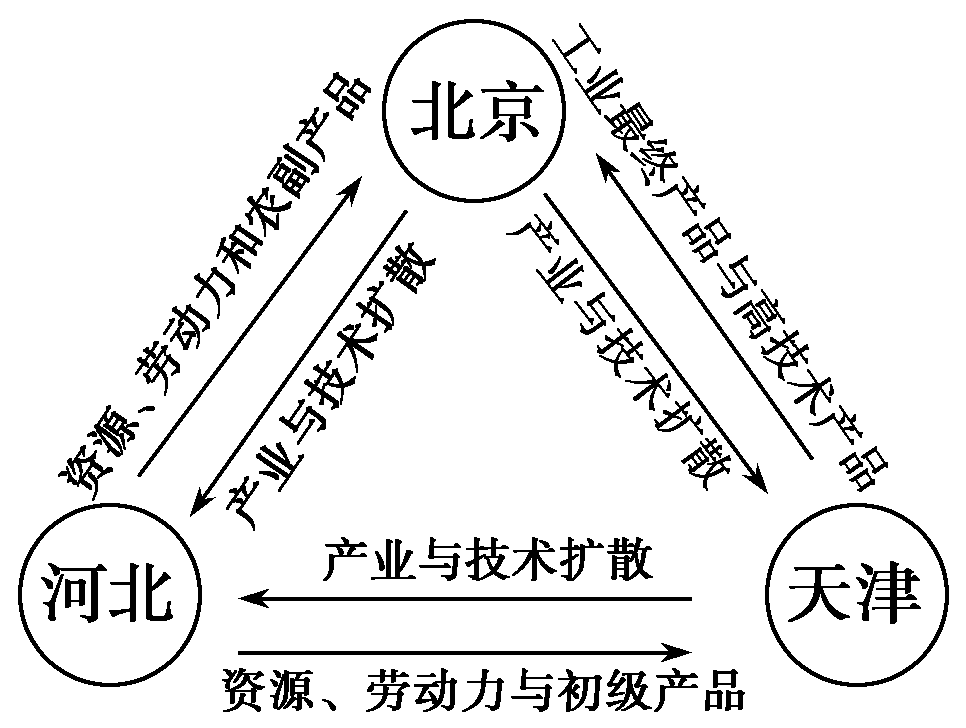 北京
工业最终产品与高技术产品
资源、劳动力和农副产品
产业与技术扩散
产业与技术扩散
河北
产业与技术扩散
天津
资源、劳动力与初级产品